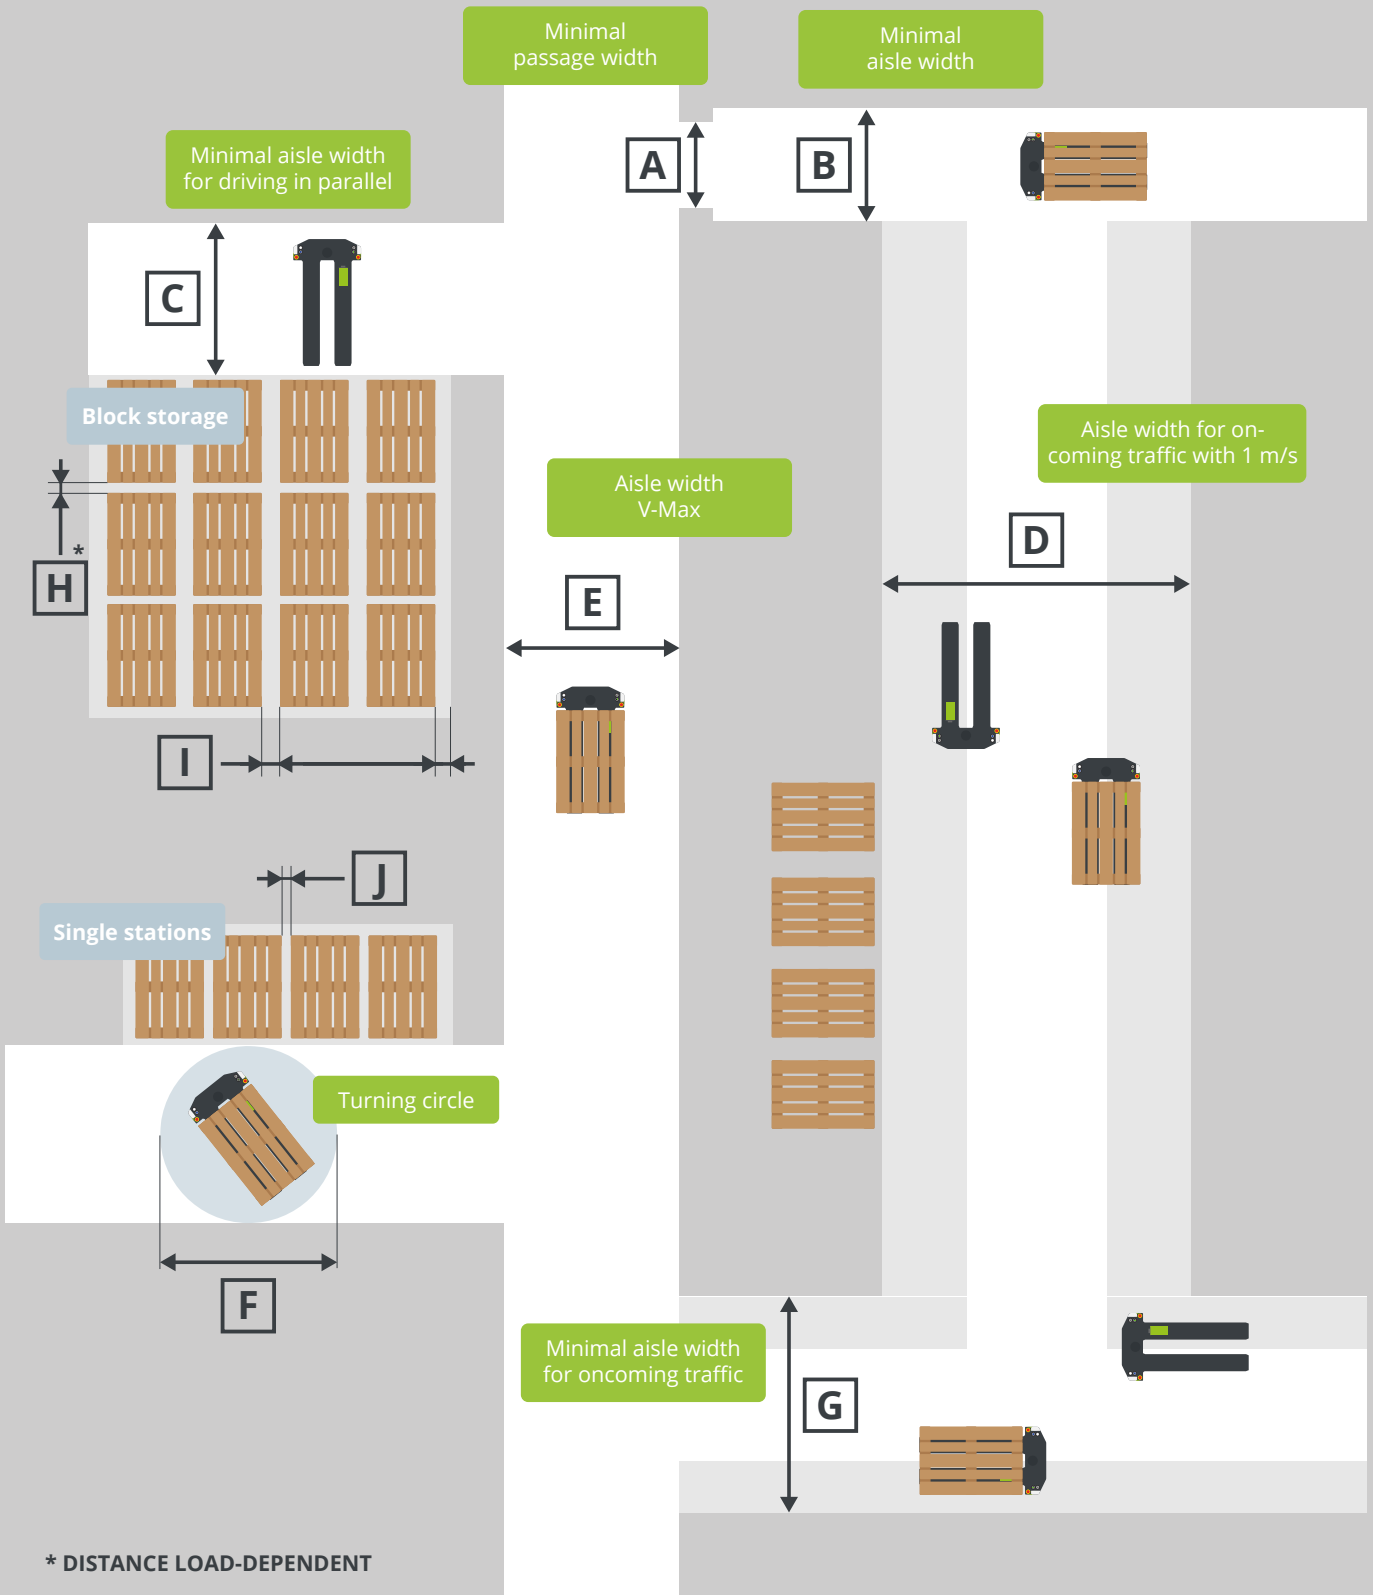 Minimal
passage width
Minimal
aisle width
Minimal aisle width
for driving in parallel
A
B
C
Block storage
Aisle width for on-
coming traffic with 1 m/s
Aisle width
V-Max
D
*
H
E
I
J
Single stations
Turning circle
F
Minimal aisle width
for oncoming traffic
G
* DISTANCE LOAD-DEPENDENT